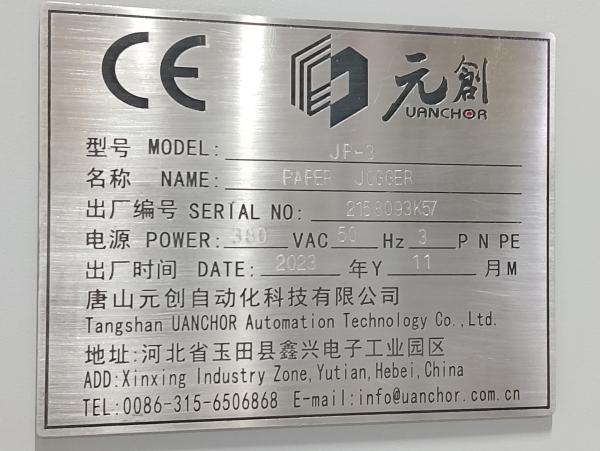 CE 元創
UANCHOR
型号 MODEL: JP-3
名称 NAME: PAPER JOGGER
出厂编号 SERIAL NO: 2158093K57
电源 POWER: 380 VAC 50 Hz 3 P N PE
出厂时间 DATE: 2023 年Y 11 月M
唐山元创自动化科技有限公司
Tangshan UANCHOR Automation Technology Co.,Ltd.
地址:河北省玉田县鑫兴电子工业园区
ADD:Xinxing Industry Zone,Yutian,Hebei,China
TEL:0086-315-6506868 E-mail:info@uanchor.com.cn